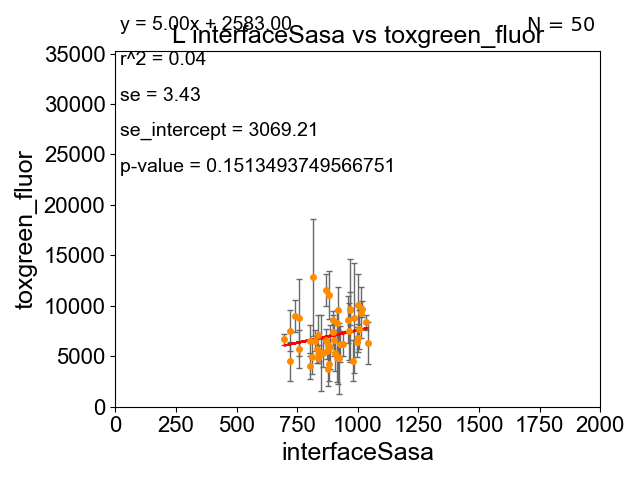 y = 5.00x + 2583.00
N = 50
L interfaceSasa vs toxgreen_fluor
r^2 = 0.04
se = 3.43
se_intercept = 3069.21
p-value = 0.1513493749566751
35000
30000
25000
20000
15000
10000
5000
0
toxgreen_fluor
0 250 500 750 1000 1250 1500 1750 2000
interfaceSasa